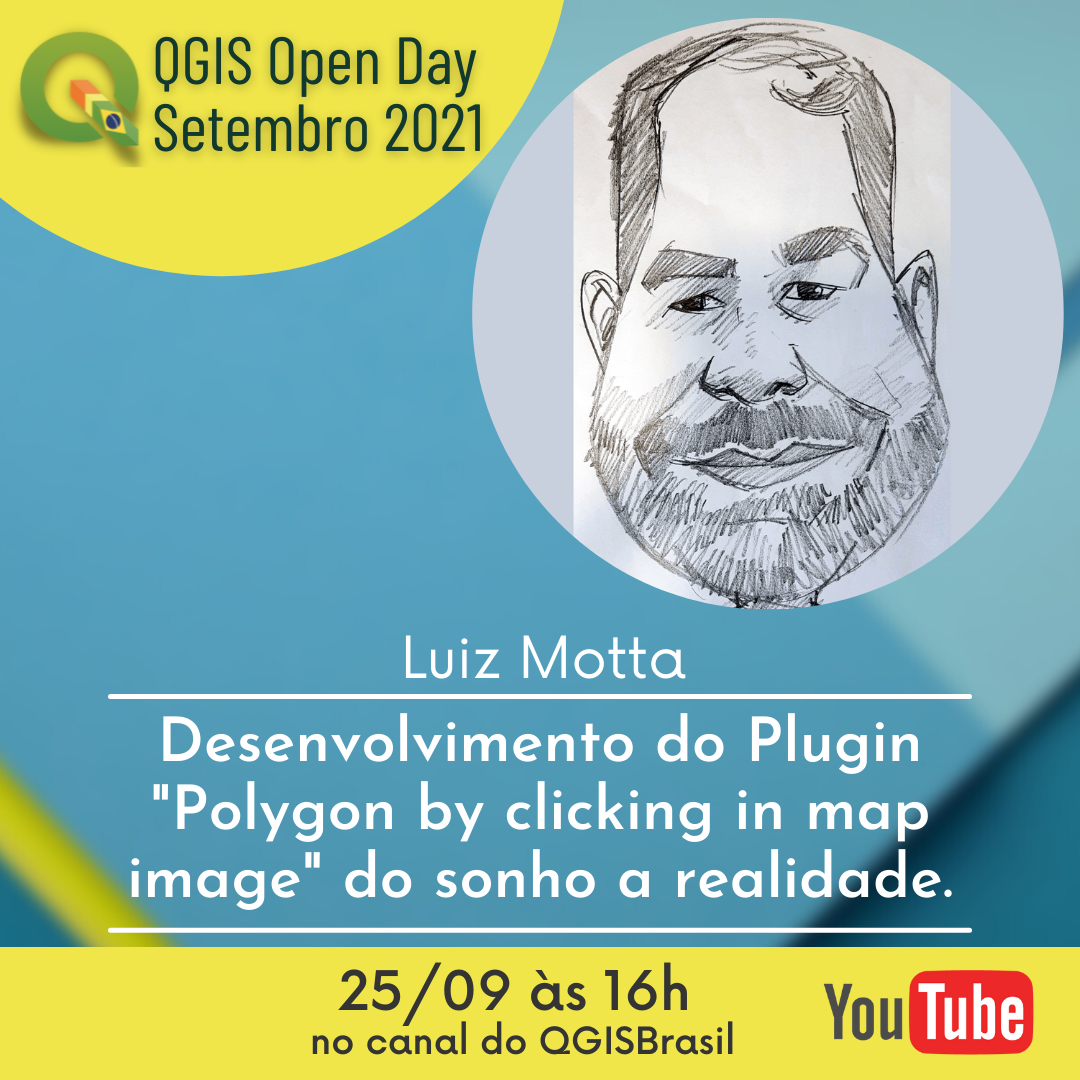 QGIS Open Day
Setembro 2021
Luiz Motta
Desenvolvimento do Plugin
"Polygon by clicking in map
image" do sonho a realidade.
25/09 às 16h
no canal do QGISBrasil
YouTube